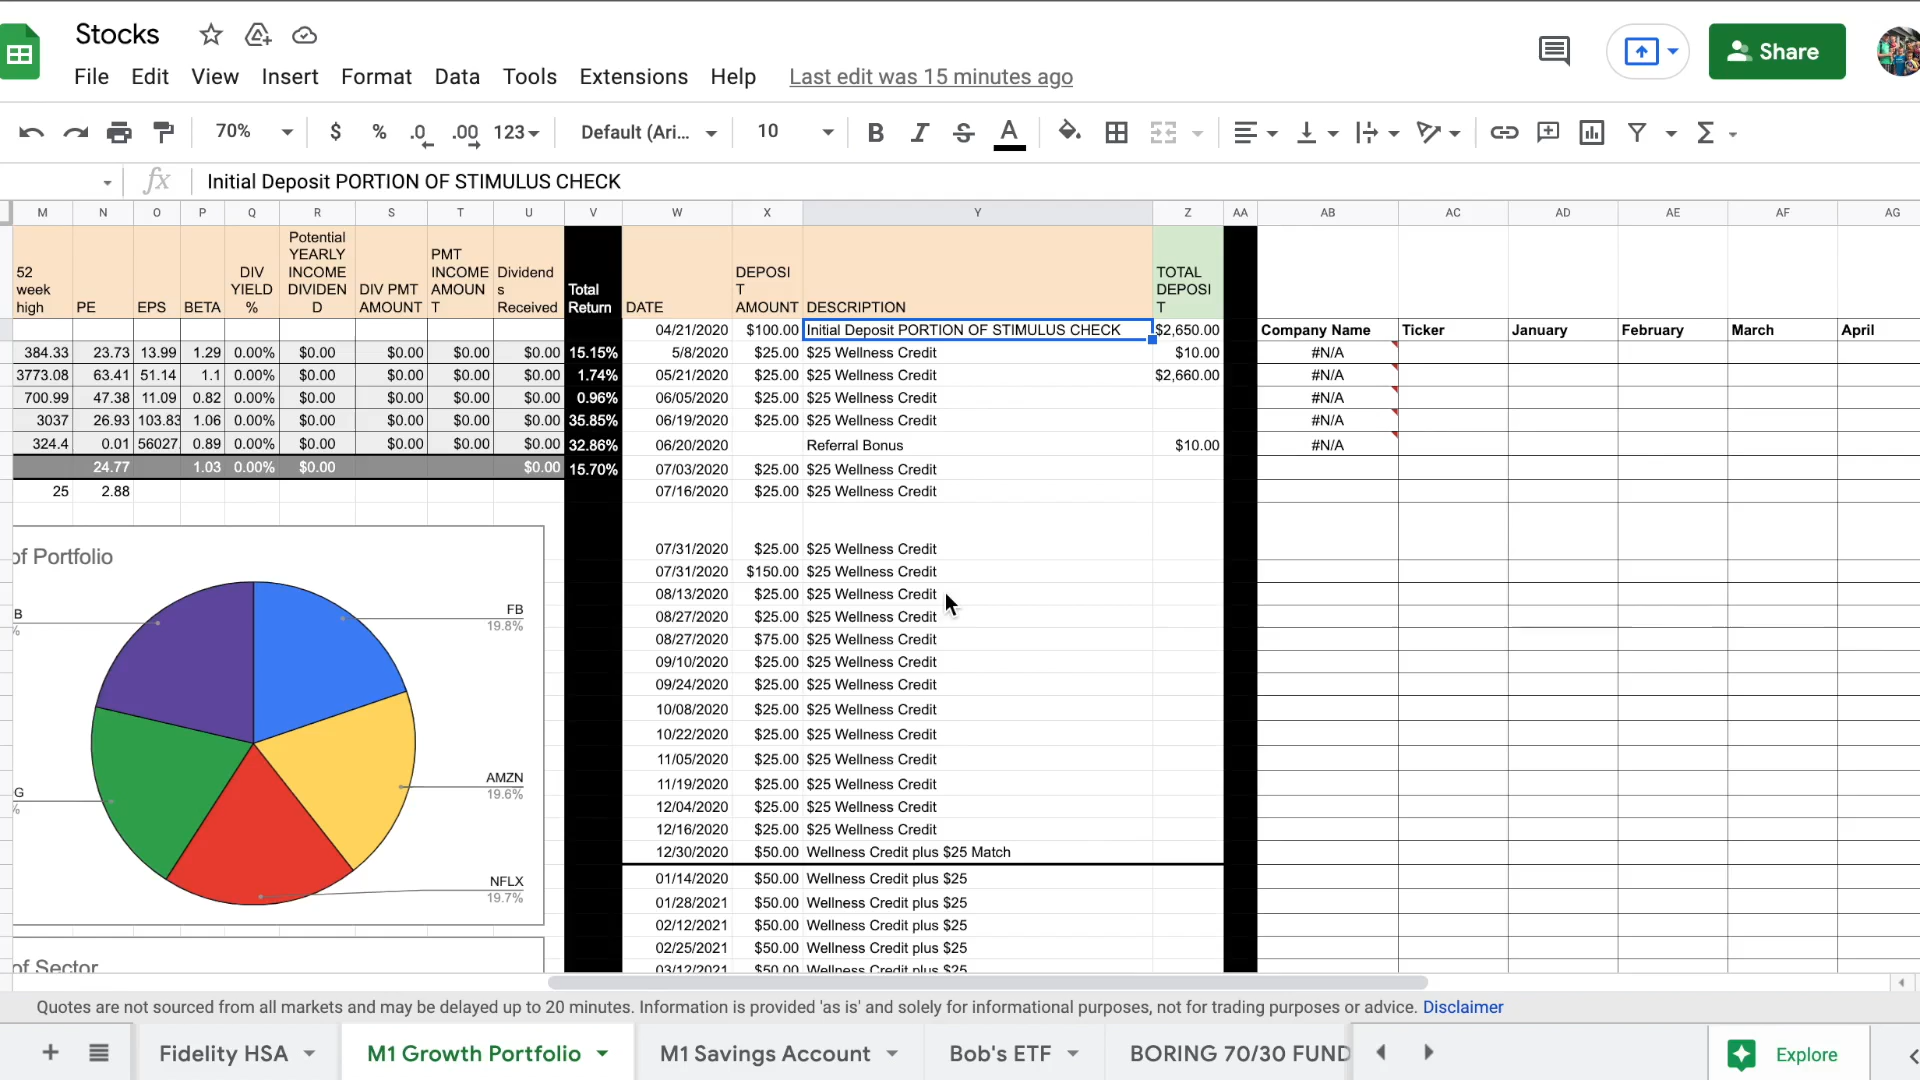 Stocks
File Edit View Insert Format Data Tools Extensions Help Last edit was 15 minutes ago
Share
70% $ % .0 .00 123 Default (Ari... 10 B I S A
fx Initial Deposit PORTION OF STIMULUS CHECK
M N O P Q R S T U V W X Y Z AA AB AC AD AE AF AG
52 week high
PE
EPS
BETA
DIV YIELD %
Potential YEARLY INCOME DIVIDEN D
DIV PMT AMOUNT
PMT INCOME AMOUN T
Dividend s Received
Total Return
DATE
DEPOSI T AMOUNT
DESCRIPTION
TOTAL DEPOSI T
04/21/2020 $100.00 Initial Deposit PORTION OF STIMULUS CHECK $2,650.00 Company Name Ticker January February March April
384.33 23.73 13.99 1.29 0.00% $0.00 $0.00 $0.00 $0.00 15.15% 5/8/2020 $25.00 $25 Wellness Credit $10.00 #N/A
3773.08 63.41 51.14 1.1 0.00% $0.00 $0.00 $0.00 $0.00 1.74% 05/21/2020 $25.00 $25 Wellness Credit $2,660.00 #N/A
700.99 47.38 11.09 0.82 0.00% $0.00 $0.00 $0.00 $0.00 0.96% 06/05/2020 $25.00 $25 Wellness Credit #N/A
3037 26.93 103.83 1.06 0.00% $0.00 $0.00 $0.00 $0.00 35.85% 06/19/2020 $25.00 $25 Wellness Credit #N/A
324.4 0.01 56027. 0.89 0.00% $0.00 $0.00 $0.00 $0.00 32.86% 06/20/2020 Referral Bonus $10.00 #N/A
24.77 1.03 0.00% $0.00 $0.00 15.70% 07/03/2020 $25.00 $25 Wellness Credit
25 2.88 07/16/2020 $25.00 $25 Wellness Credit
07/31/2020 $25.00 $25 Wellness Credit
07/31/2020 $150.00 $25 Wellness Credit
08/13/2020 $25.00 $25 Wellness Credit
08/27/2020 $25.00 $25 Wellness Credit
08/27/2020 $75.00 $25 Wellness Credit
09/10/2020 $25.00 $25 Wellness Credit
09/24/2020 $25.00 $25 Wellness Credit
10/08/2020 $25.00 $25 Wellness Credit
10/22/2020 $25.00 $25 Wellness Credit
11/05/2020 $25.00 $25 Wellness Credit
11/19/2020 $25.00 $25 Wellness Credit
12/04/2020 $25.00 $25 Wellness Credit
12/16/2020 $25.00 $25 Wellness Credit
12/30/2020 $50.00 Wellness Credit plus $25 Match
01/14/2020 $50.00 Wellness Credit plus $25
01/28/2021 $50.00 Wellness Credit plus $25
02/12/2021 $50.00 Wellness Credit plus $25
02/25/2021 $50.00 Wellness Credit plus $25
03/12/2021 $50.00 Wellness Credit plus $25
of Portfolio
B
%
FB
19.8%
AMZN
19.6%
G
%
NFLX
19.7%
of Sector
Quotes are not sourced from all markets and may be delayed up to 20 minutes. Information is provided 'as is' and solely for informational purposes, not for trading purposes or advice. Disclaimer
Fidelity HSA M1 Growth Portfolio M1 Savings Account Bob's ETF BORING 70/30 FUND Explore